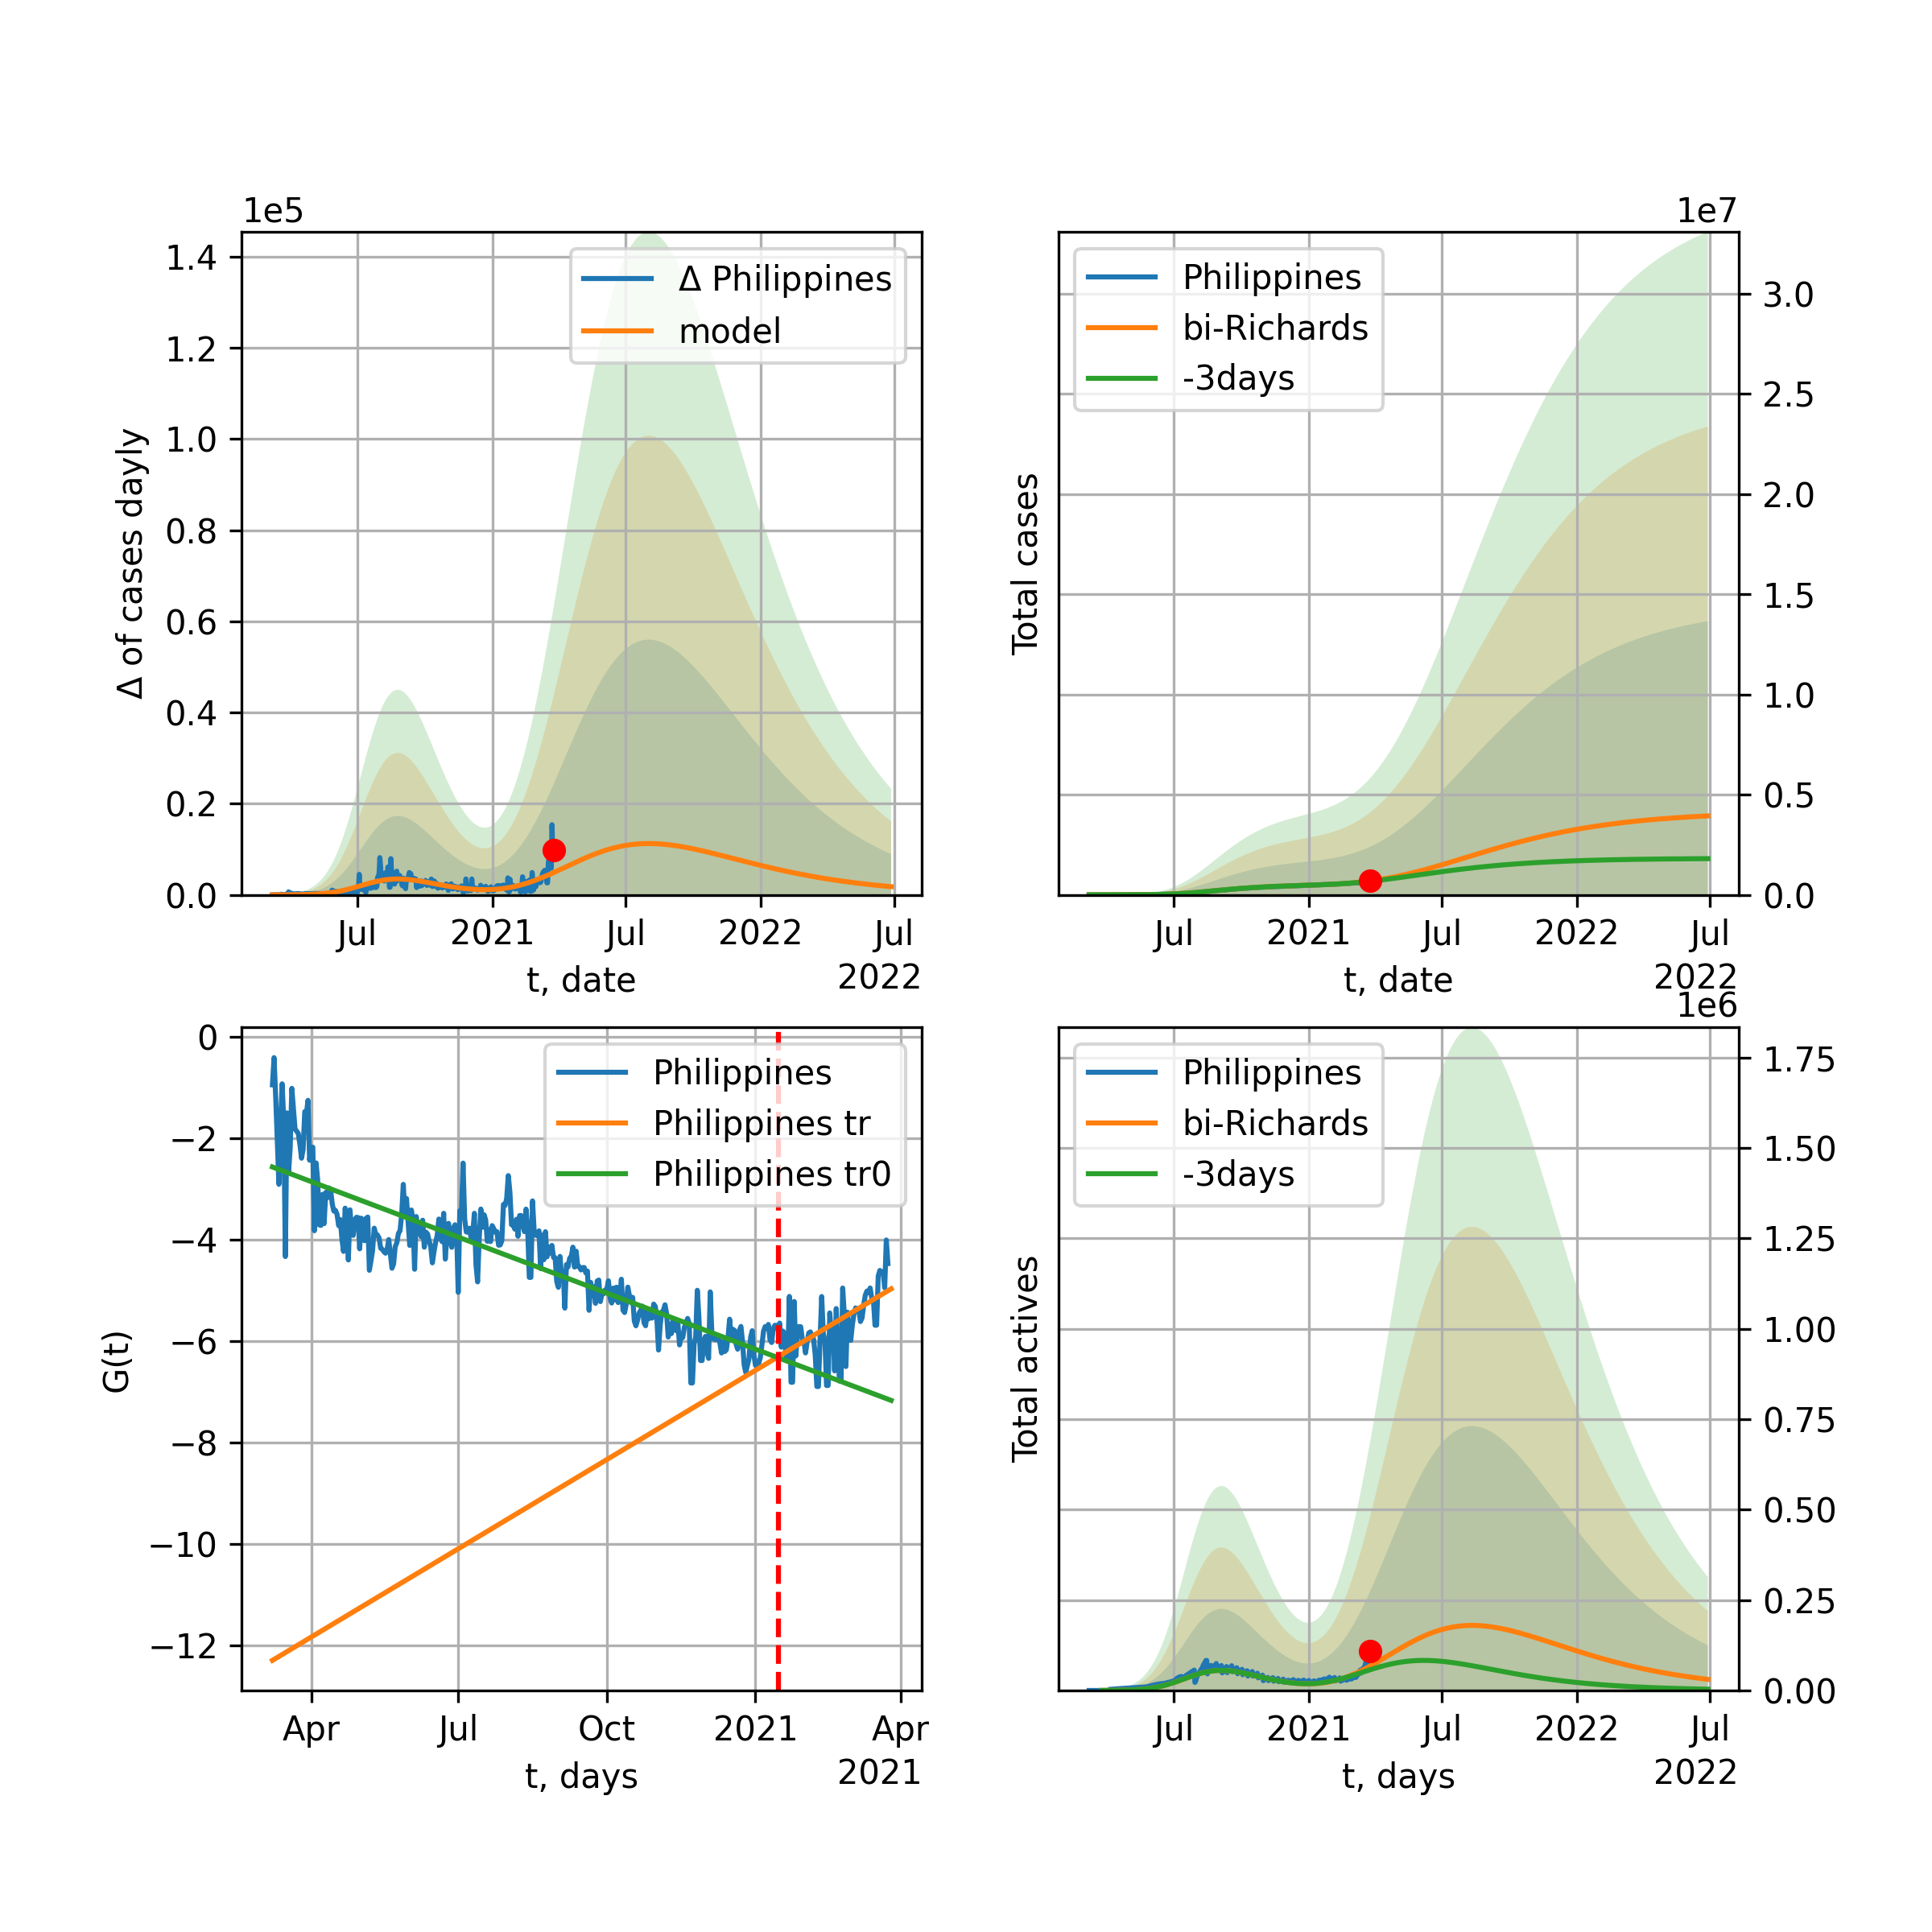 1e5
1.4
1.2
1.0
0.8
0.6
0.4
0.2
0.0
Δ of cases dayly
Δ Philippines
model
Jul
2021
Jul
2022
Jul
2022
t, date
1e7
Total cases
Philippines
bi-Richards
-3days
3.0
2.5
2.0
1.5
1.0
0.5
0.0
Jul
2021
Jul
2022
Jul
2022
t, date
0
−2
−4
−6
−8
−10
−12
G(t)
Philippines
Philippines tr
Philippines tr0
Apr
Jul
Oct
2021
Apr
2021
t, days
1e6
Total actives
Philippines
bi-Richards
-3days
1.75
1.50
1.25
1.00
0.75
0.50
0.25
0.00
Jul
2021
Jul
2022
Jul
2022
t, days